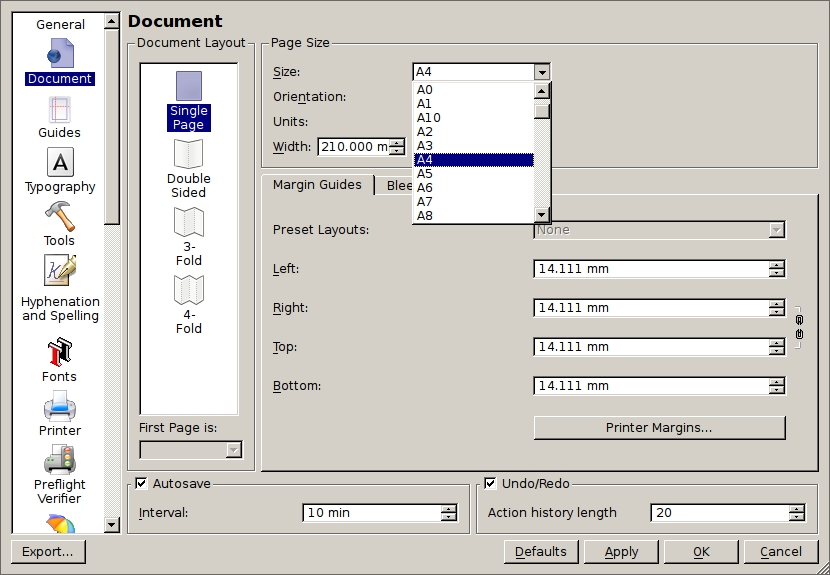 General
Document
Guides
Typography
Tools
Hyphenation
and Spelling
Fonts
Printer
Preflight
Verifier
Export...
Document
Document Layout
Single
Page
Double
Sided
3-
Fold
4-
Fold
First Page is:
Page Size
Size:
A4
Orientation:
Units:
Width:
210.000 m
A0
A1
A10
A2
A3
A4
A5
A6
A7
A8
Margin Guides
Blee
Preset Layouts:
None
Left:
14.111 mm
Right:
14.111 mm
Top:
14.111 mm
Bottom:
14.111 mm
Printer Margins...
Autosave
Interval:
10 min
Undo/Redo
Action history length
20
Defaults
Apply
OK
Cancel